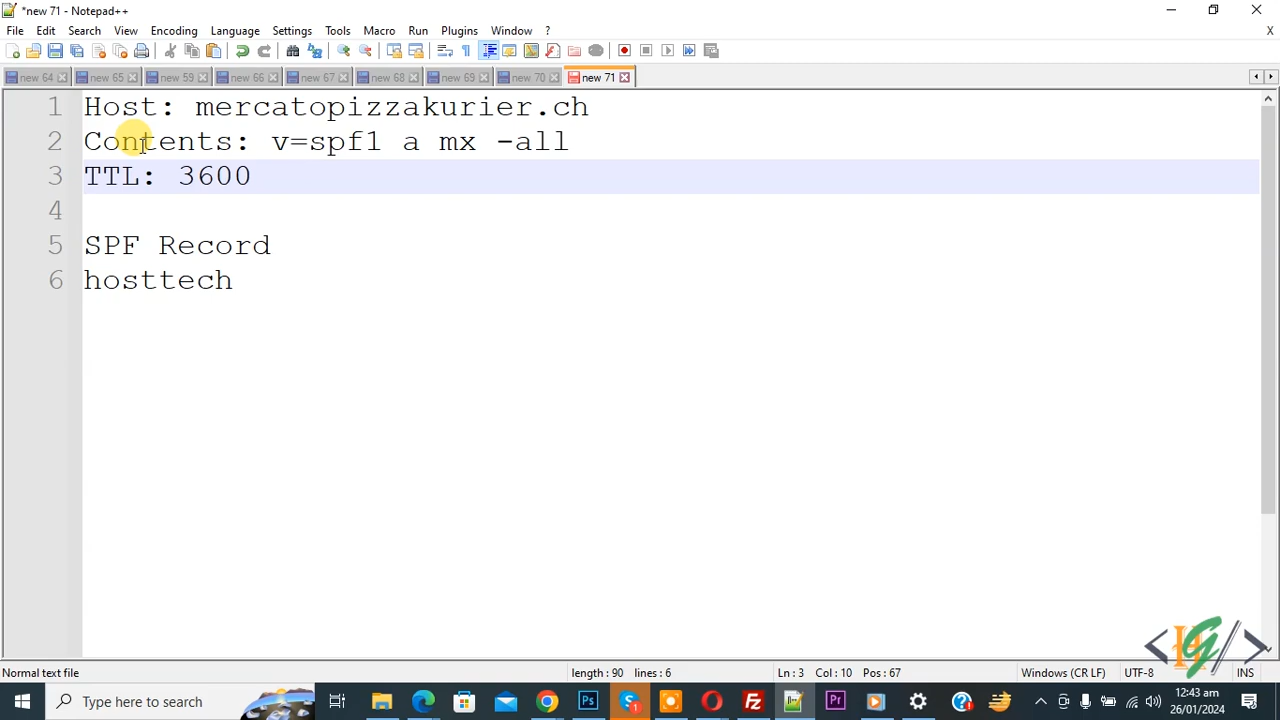 *new 71 - Notepad++
File Edit Search View Encoding Language Settings Tools Macro Run Plugins Window ? X
new 64 new 65 new 59 new 66 new 67 new 68 new 69 new 70 new 71
1 Host: mercatopizzakurier.ch
2 Contents: v=spf1 a mx -all
3 TTL: 3600
4
5 SPF Record
6 hosttech
Normal text file length : 90 lines : 6 Ln : 3 Col : 10 Pos : 67 Windows (CR LF) UTF-8 INS
Type here to search
12:43 am
26/01/2024